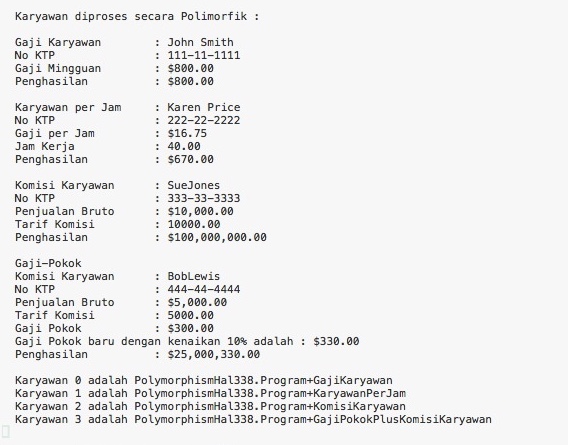 Karyawan diproses secara Polimorfik :
Gaji Karyawan : John Smith
No KTP : 111-11-1111
Gaji Mingguan : $800.00
Penghasilan : $800.00
Karyawan per Jam : Karen Price
No KTP : 222-22-2222
Gaji per Jam : $16.75
Jam Kerja : 40.00
Penghasilan : $670.00
Komisi Karyawan : SueJones
No KTP : 333-33-3333
Penjualan Bruto : $10,000.00
Tarif Komisi : 10000.00
Penghasilan : $100,000,000.00
Gaji-Pokok
Komisi Karyawan : BobLewis
No KTP : 444-44-4444
Penjualan Bruto : $5,000.00
Tarif Komisi : 5000.00
Gaji Pokok : $300.00
Gaji Pokok baru dengan kenaikan 10% adalah : $330.00
Penghasilan : $25,000,330.00
Karyawan 0 adalah PolymorphismHal338.Program+GajiKaryawan
Karyawan 1 adalah PolymorphismHal338.Program+KaryawanPerJam
Karyawan 2 adalah PolymorphismHal338.Program+KomisiKaryawan
Karyawan 3 adalah PolymorphismHal338.Program+GajiPokokPlusKomisiKaryawan